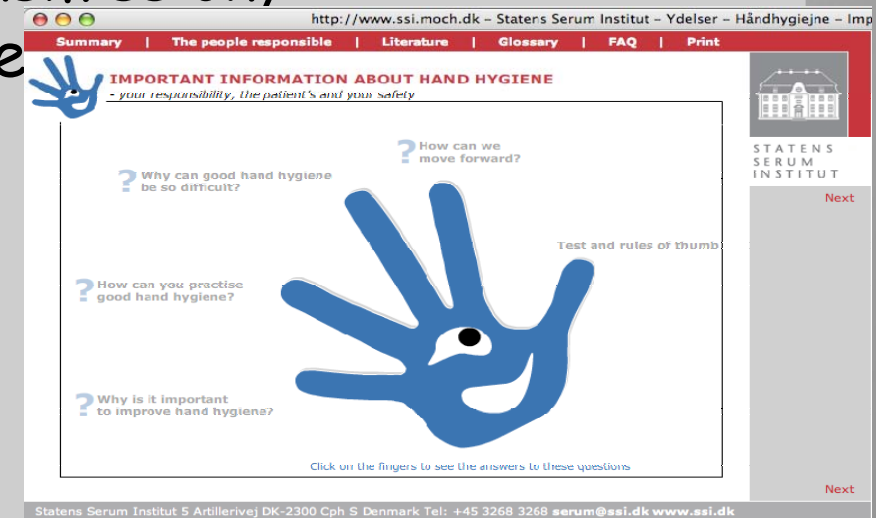 http://www.ssi.moch.dk – Statens Serum Institut – Ydelser – Håndhygiejne – Imp
Summary | The people responsible | Literature | Glossary | FAQ | Print
IMPORTANT INFORMATION ABOUT HAND HYGIENE
- your responsibility, the patient's and your safety
STATENS
SERUM
INSTITUT
Next
? How can we
move forward?
? Why can good hand hygiene
be so difficult?
Test and rules of thumb
? How can you practise
good hand hygiene?
? Why is it important
to improve hand hygiene?
Click on the fingers to see the answers to these questions
Next
Statens Serum Institut 5 Artillerivej DK-2300 Cph S Denmark Tel: +45 3268 3268 serum@ssi.dk www.ssi.dk